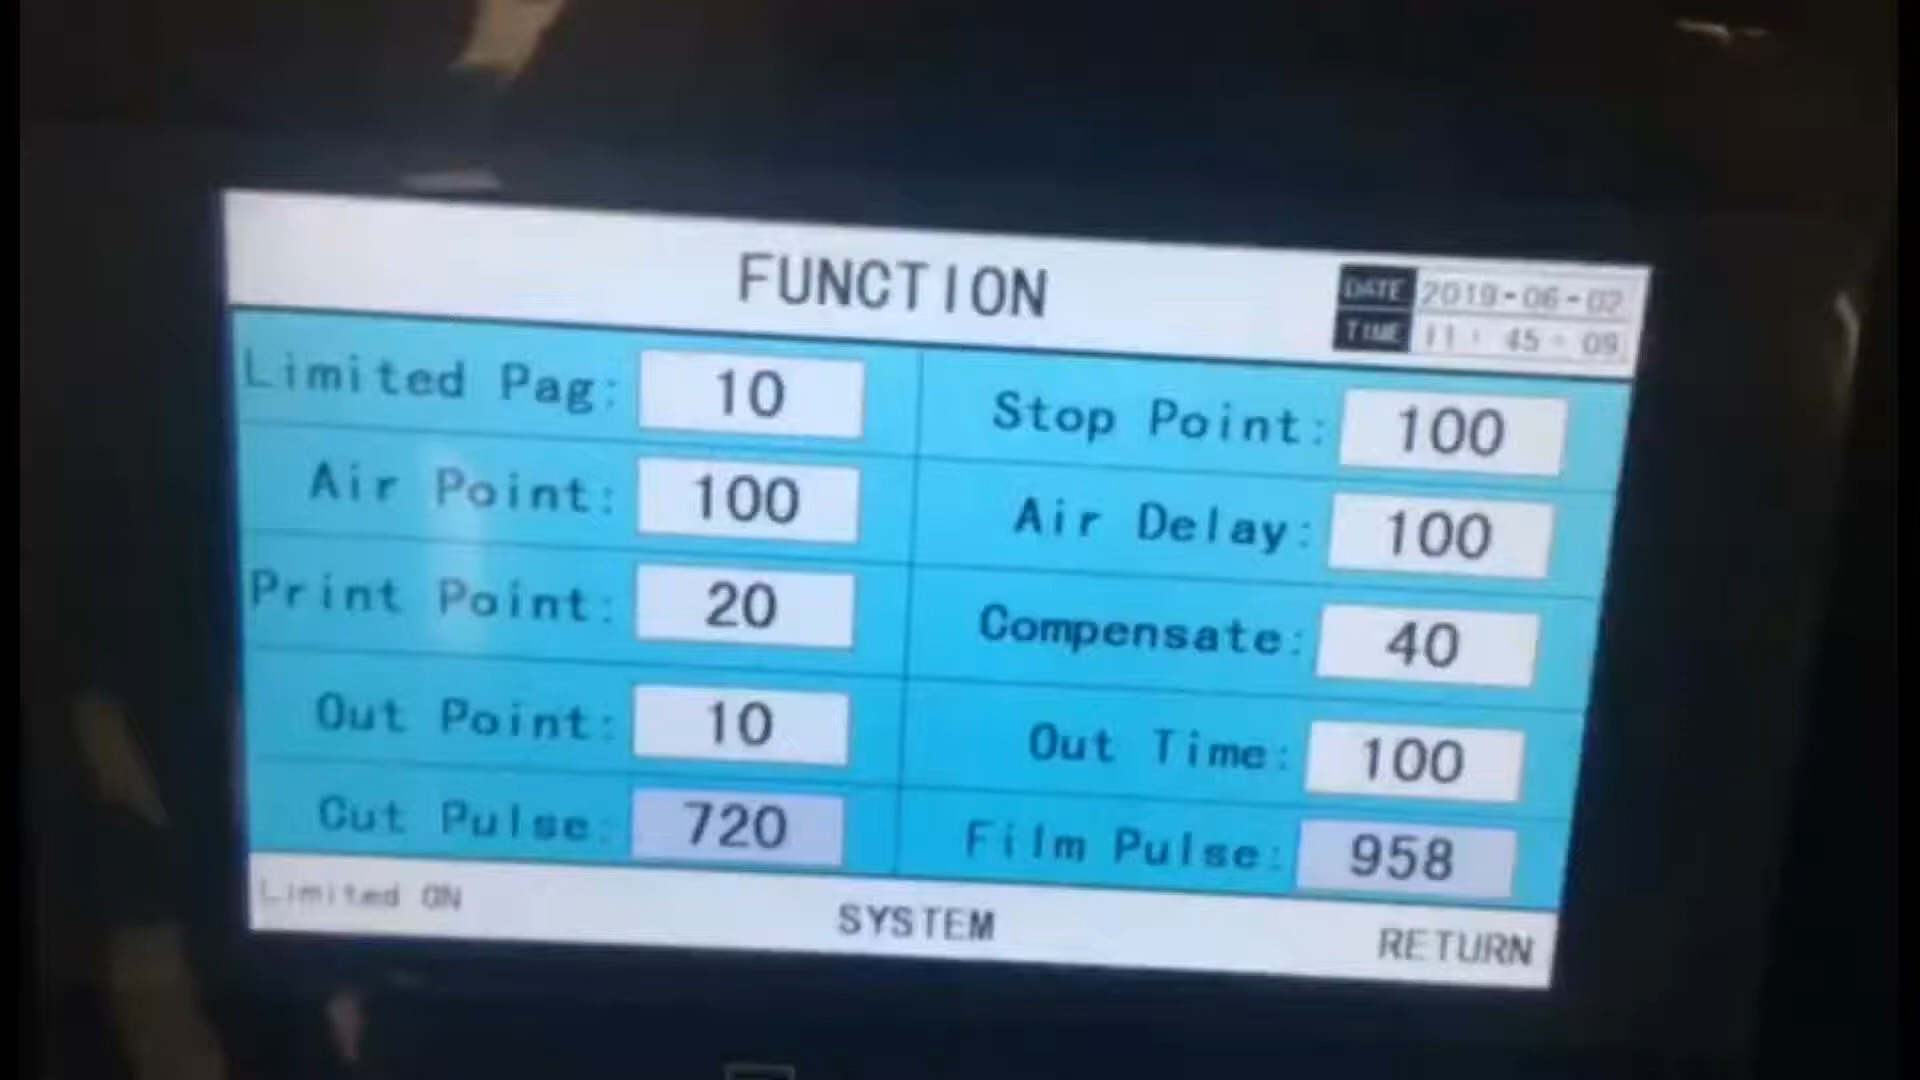 FUNCTION
DATE 2019-06-02
TIME 11: 45: 09
Limited Pag: 10
Stop Point: 100
Air Point: 100
Air Delay: 100
Print Point: 20
Compensate: 40
Out Point: 10
Out Time: 100
Cut Pulse: 720
Film Pulse: 958
Limited ON
SYSTEM
RETURN